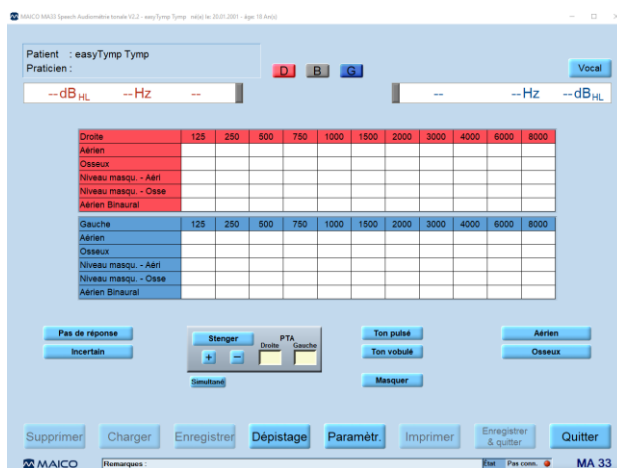 MAICO MA33 Speech Audiométrie tonale V2.2 - easyTymp Tymp né(e) le: 20.01.2001 - âge: 18 An(s)
Patient : easyTymp Tymp
Praticien :
D B G
Vocal
-- dB HL -- Hz --
-- -- Hz -- dB HL
Droite 125 250 500 750 1000 1500 2000 3000 4000 6000 8000
Aérien
Osseux
Niveau masqu. - Aéri
Niveau masqu. - Osse
Aérien Binaural
Gauche 125 250 500 750 1000 1500 2000 3000 4000 6000 8000
Aérien
Osseux
Niveau masqu. - Aéri
Niveau masqu. - Osse
Aérien Binaural
Pas de réponse
Incertain
Stenger
PTA
Droite Gauche
+ −
Simultané
Ton pulsé
Ton vobulé
Masquer
Aérien
Osseux
Supprimer Charger Enregistrer Dépistage Paramètr. Imprimer Enregistrer & quitter Quitter
MAICO Remarques : Etat Pas conn. MA 33